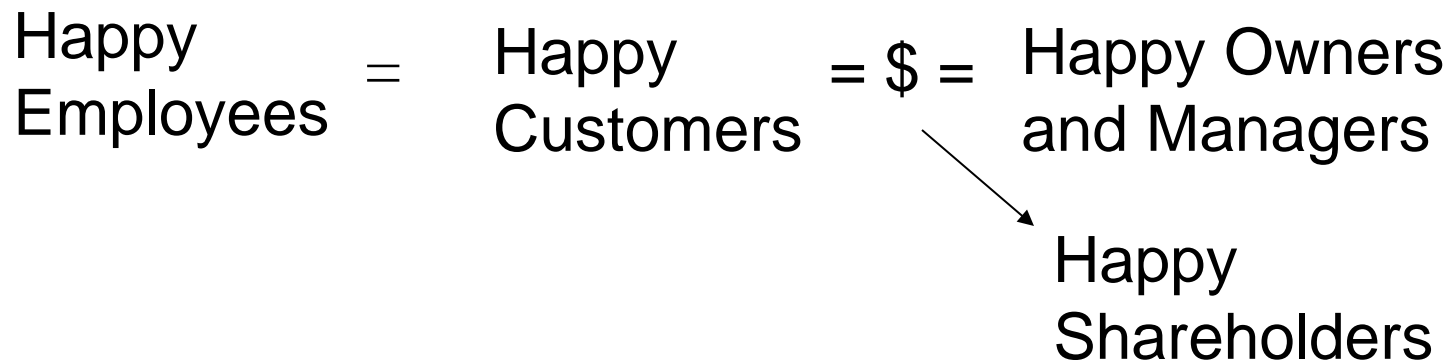 Happy
Employees
=
Happy
Customers
= $ =
Happy Owners
and Managers
Happy
Shareholders